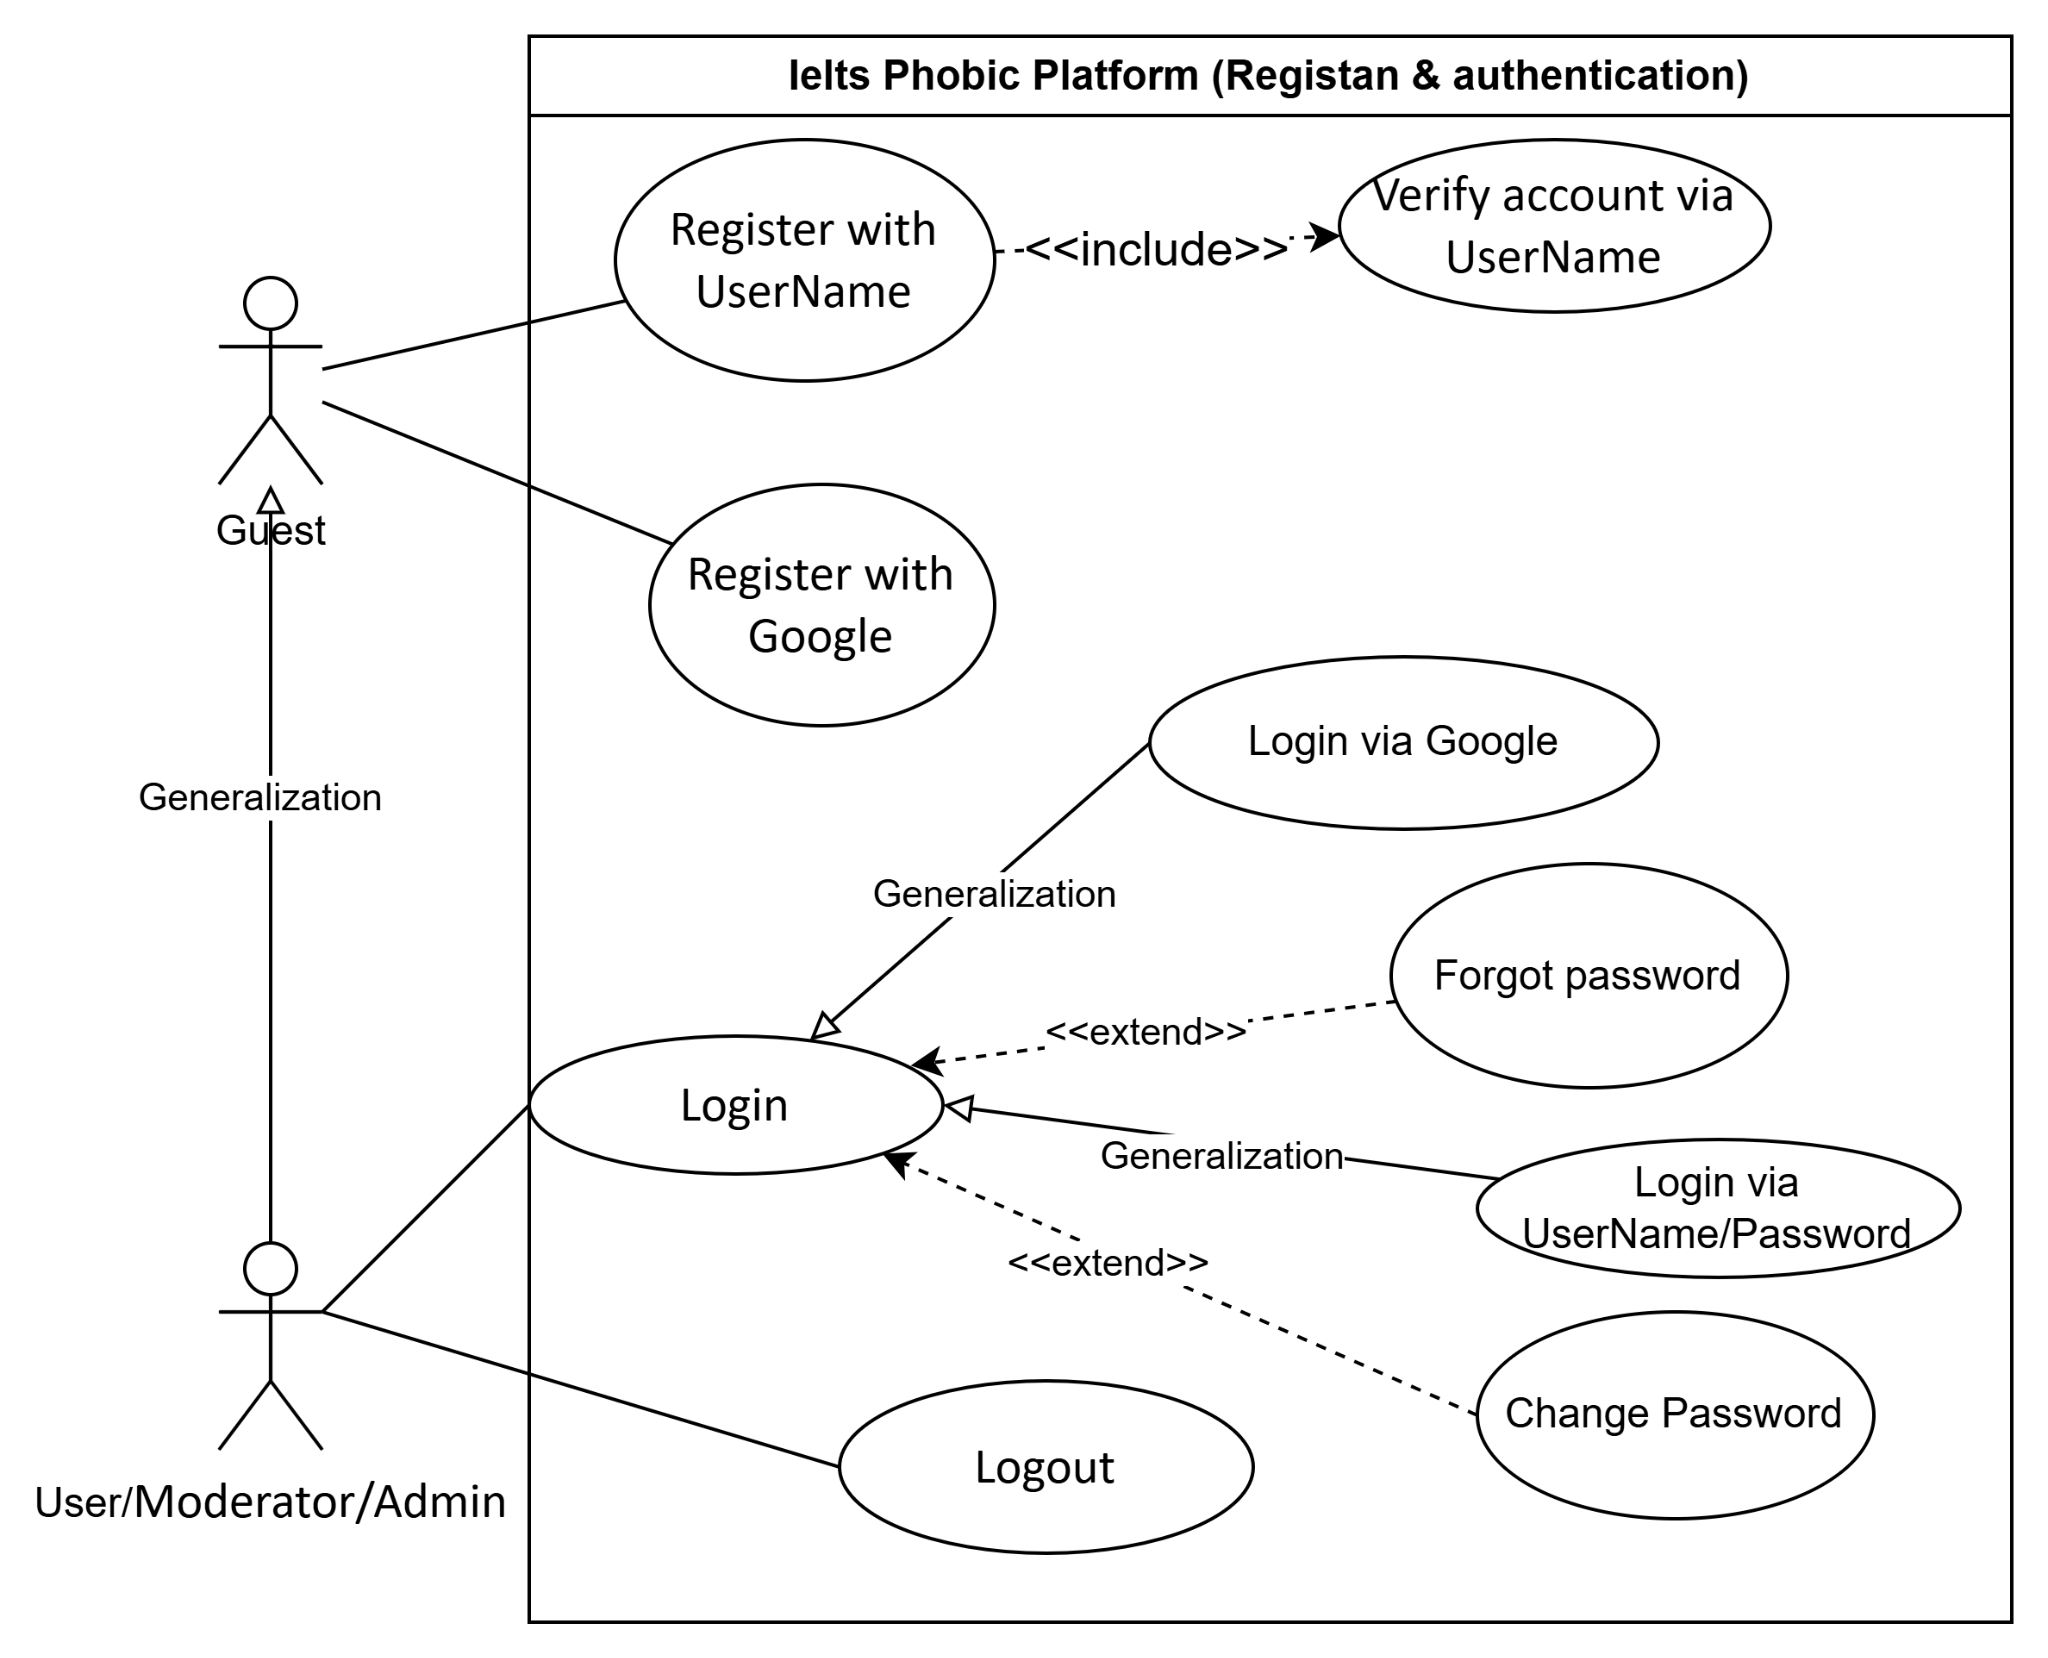 Ielts Phobic Platform (Registan & authentication)
Register with
UserName
<<include>>
Verify account via
UserName
Guest
Register with
Google
Login via Google
Generalization
Generalization
Forgot password
<<extend>>
Login
Generalization
Login via
UserName/Password
<<extend>>
Change Password
Logout
User/Moderator/Admin